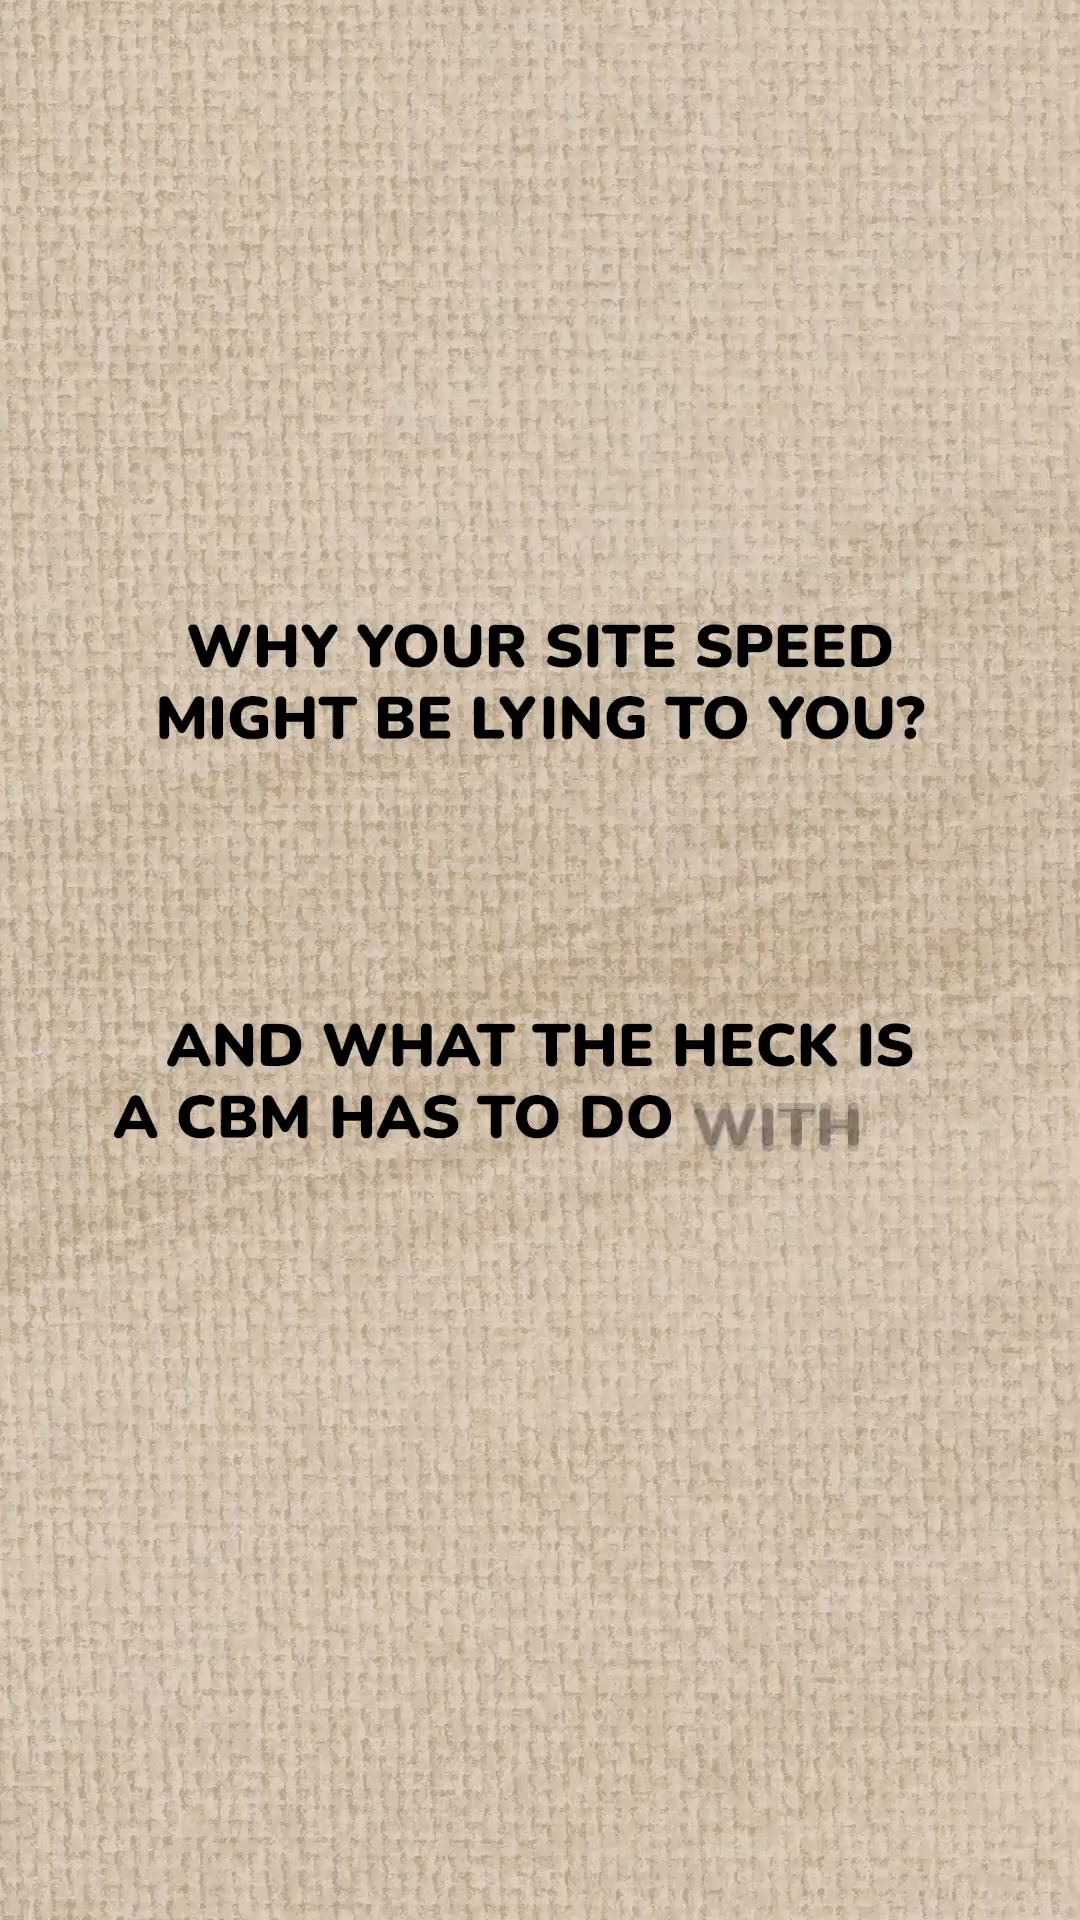 WHY YOUR SITE SPEED
MIGHT BE LYING TO YOU?
AND WHAT THE HECK IS
A CBM HAS TO DO WITH